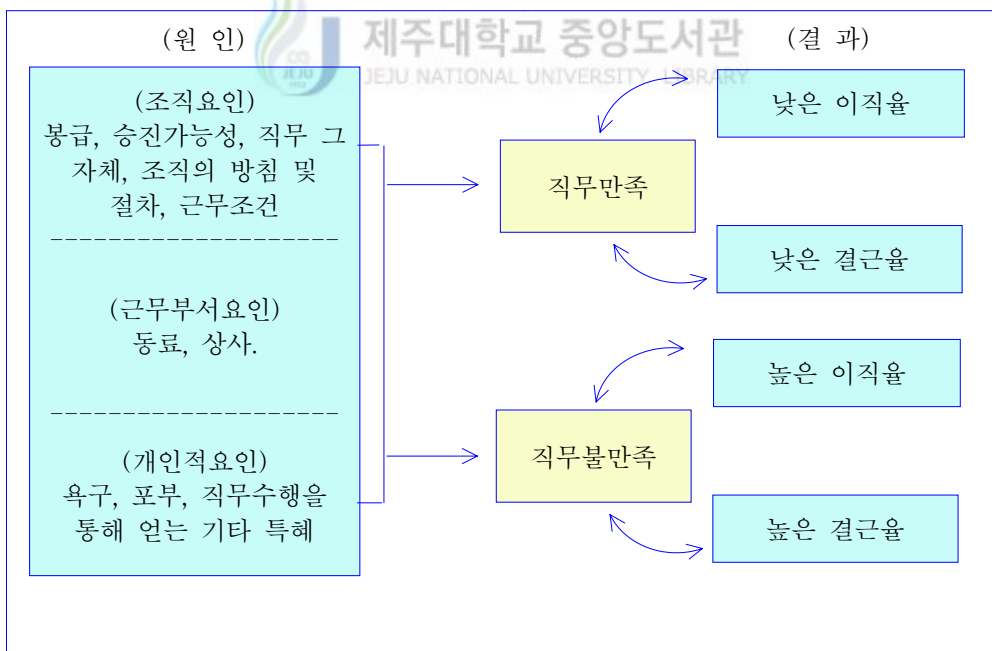 제주대학교 중앙도서관
JEJU NATIONAL UNIVERSITY LIBRARY
JEJU
(원 인)
(결 과)
(조직요인)
봉급, 승진가능성, 직무 그
자체, 조직의 방침 및
절차, 근무조건
(근무부서요인)
동료, 상사.
(개인적요인)
욕구, 포부, 직무수행을
통해 얻는 기타 특혜
직무만족
직무불만족
낮은 이직율
낮은 결근율
높은 이직율
높은 결근율